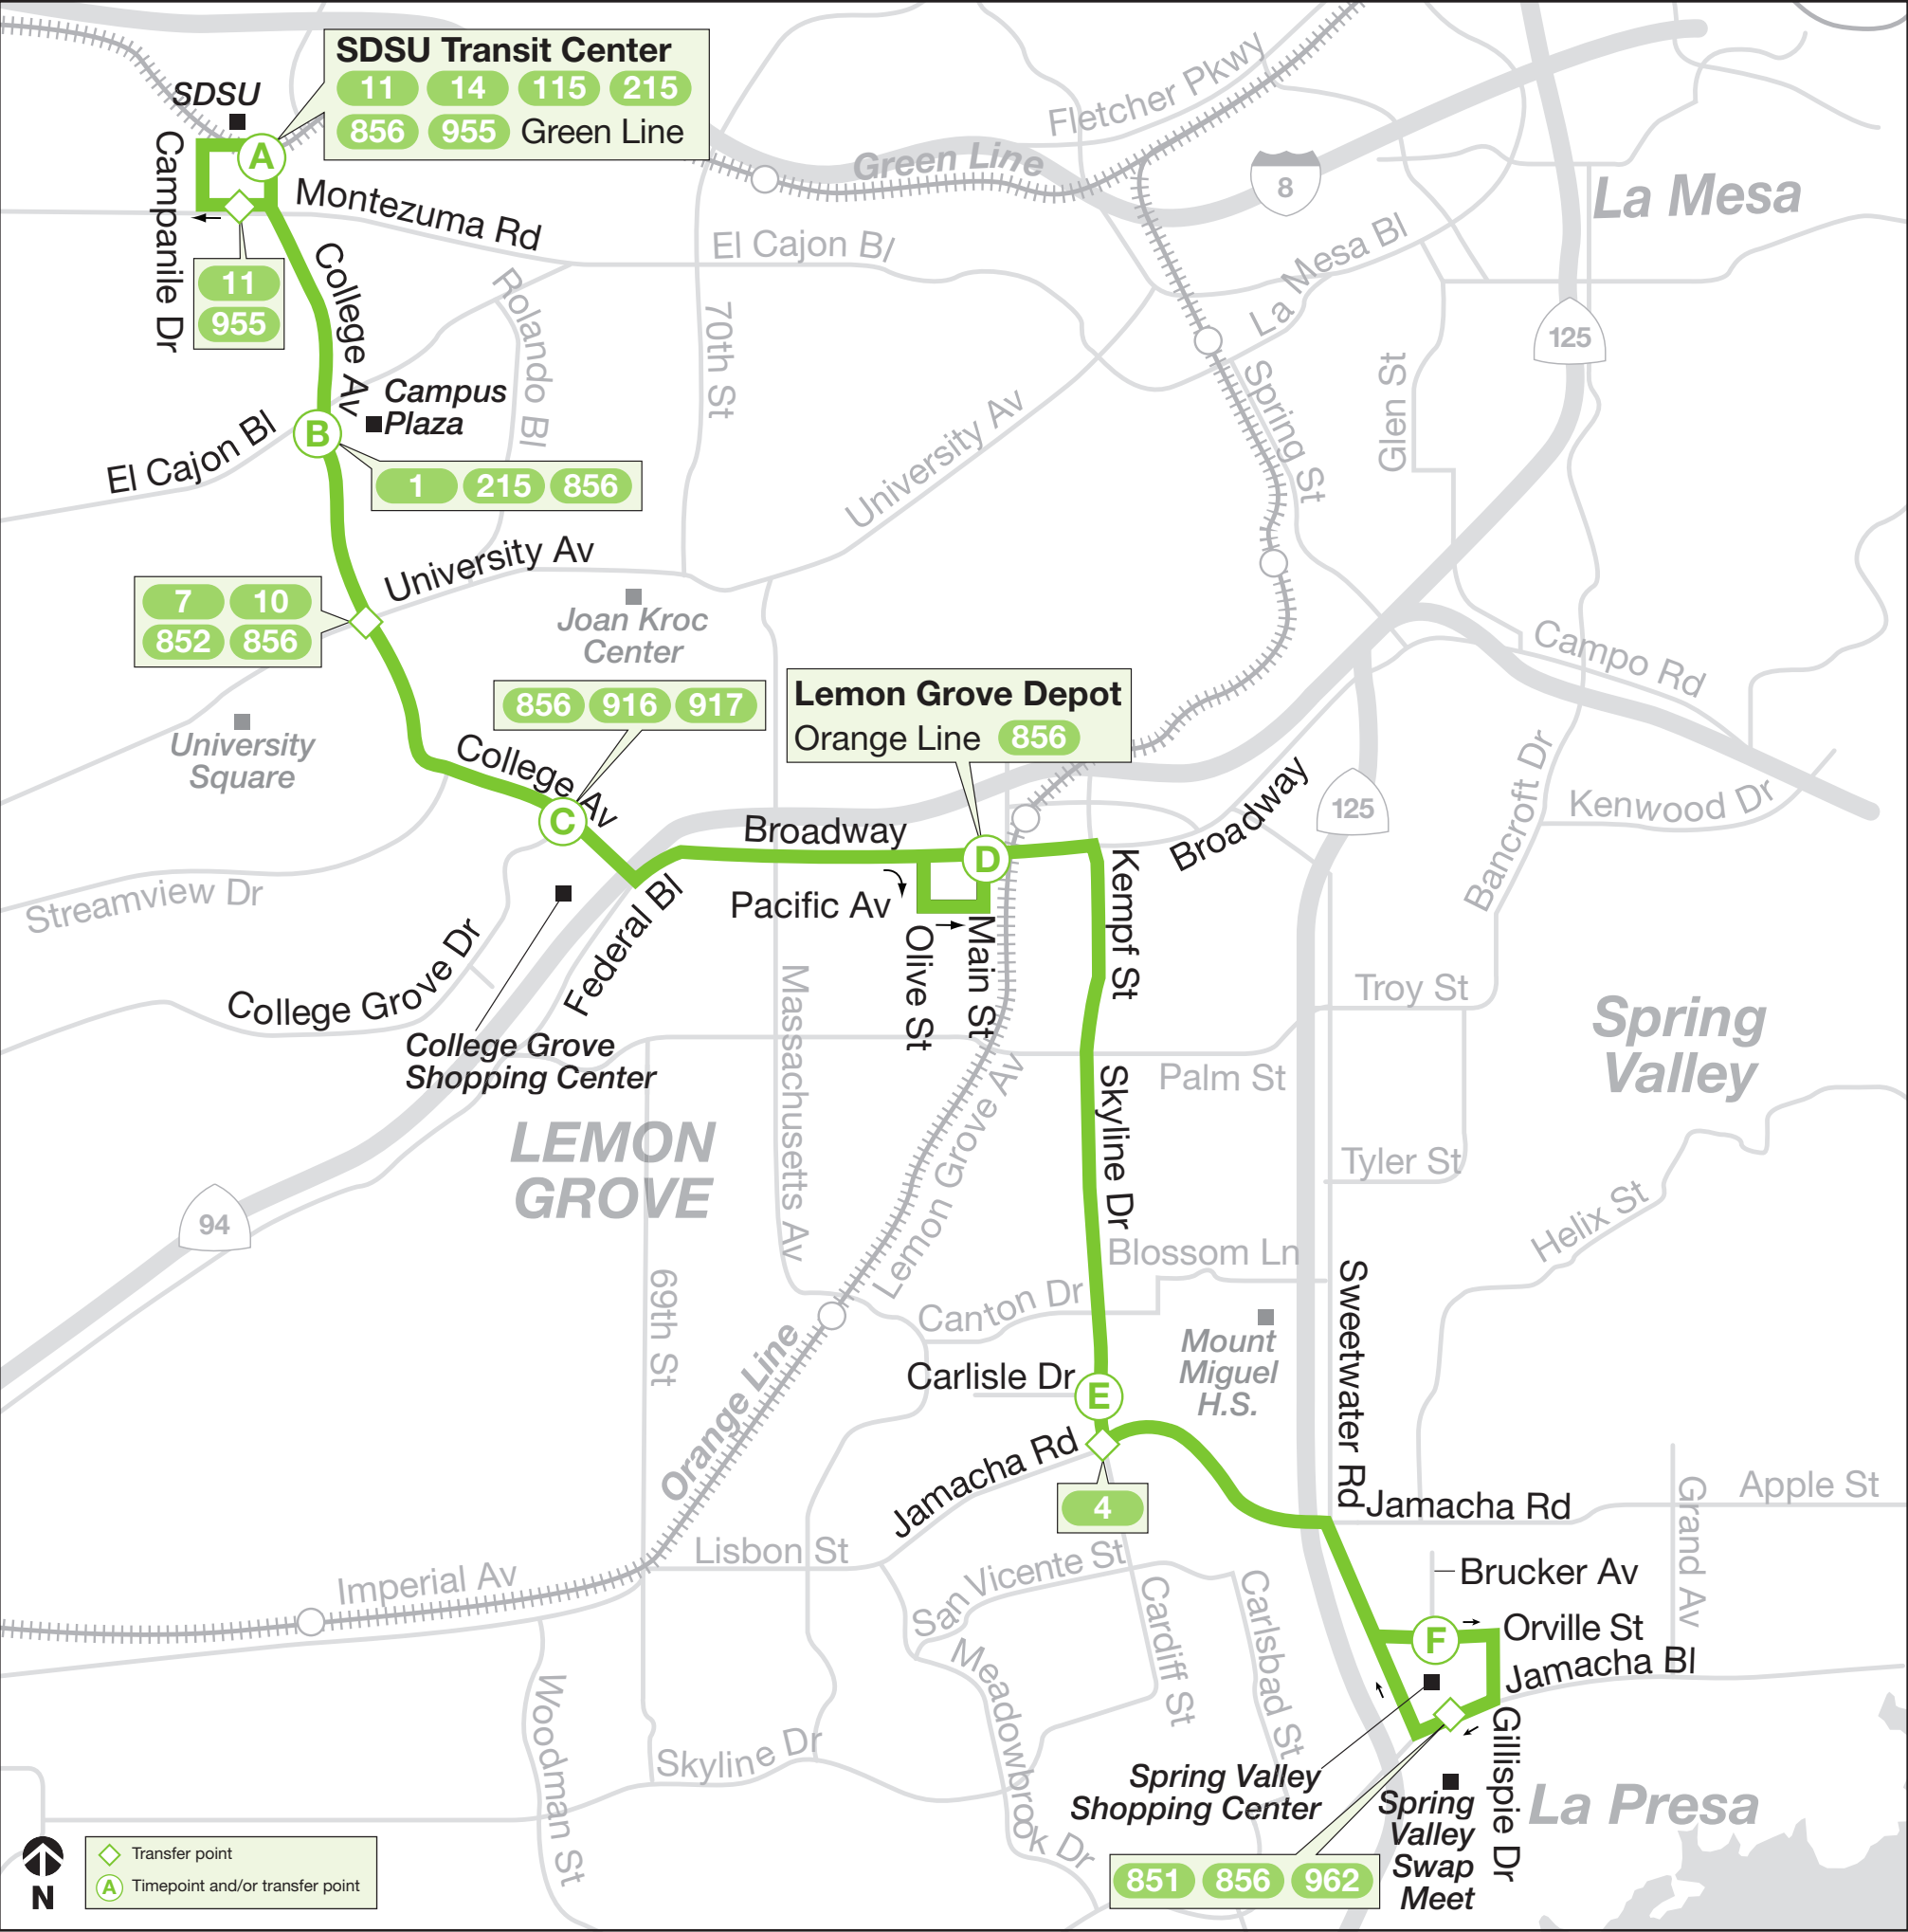 SDSU Transit Center
11 14 115 215
856 955 Green Line
SDSU
A
Campanile Dr
Montezuma Rd
11
955
College Av
Fletcher Pkwy
Green Line
8
La Mesa
El Cajon Bl
La Mesa Bl
Rolando Bl
70th St
125
Campus
Plaza
El Cajon Bl
B
1 215 856
University Av
Spring St
Glen St
University Av
7 10
852 856
Joan Kroc
Center
Campo Rd
856 916 917
Lemon Grove Depot
Orange Line 856
University
Square
College Av
C
Broadway
D
Broadway
125
Bancroft Dr
Kenwood Dr
Streamview Dr
Pacific Av
Olive St
Main St
Kempf St
Federal Bl
College Grove Dr
College Grove
Shopping Center
Massachusetts Av
Troy St
Spring
Valley
Palm St
Skyline Dr
Lemon Grove Av
LEMON
GROVE
Tyler St
94
Helix St
Blossom Ln
69th St
Canton Dr
Sweetwater Rd
Mount
Miguel
H.S.
Carlisle Dr
E
Orange Line
Jamacha Rd
4
Jamacha Rd
Apple St
Grand Av
Lisbon St
Imperial Av
San Vicente St
Brucker Av
Cardiff St
Carlsbad St
F
Orville St
Jamacha Bl
Meadowbrook Dr
Woodman St
Skyline Dr
Gillispie Dr
Spring Valley
Shopping Center
Spring
Valley
Swap
Meet
La Presa
851 856 962
N
Transfer point
A Timepoint and/or transfer point